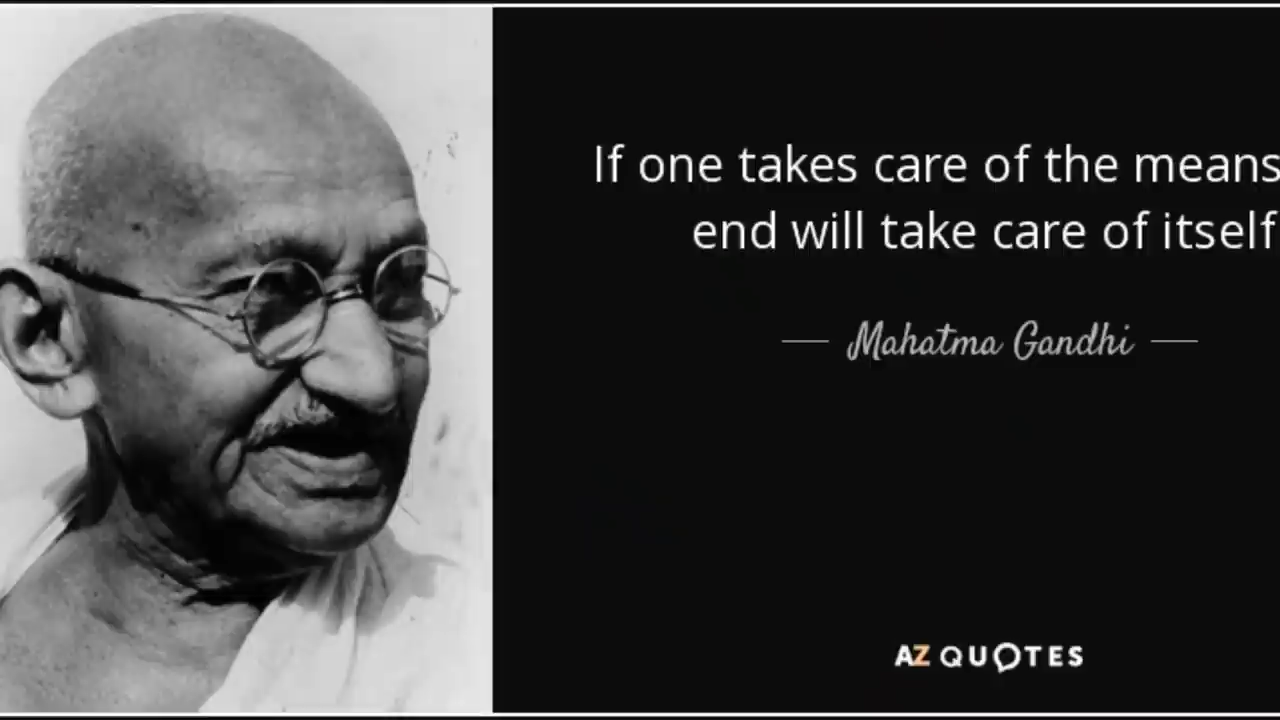 If one takes care of the means
end will take care of itself
Mahatma Gandhi
AZ QUOTES